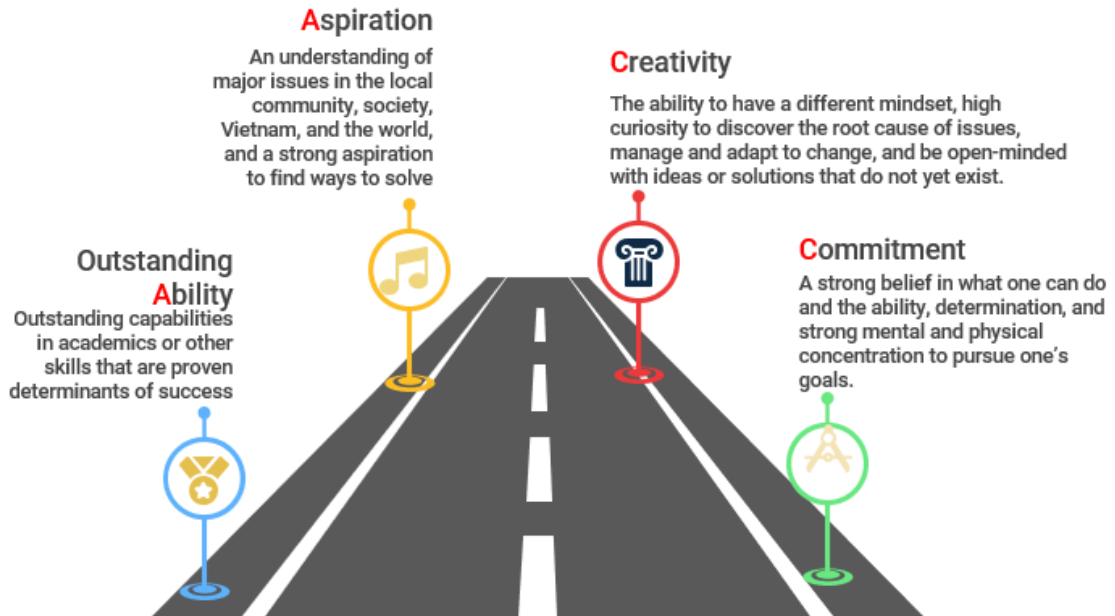 Aspiration
An understanding of
major issues in the local
community, society,
Vietnam, and the world,
and a strong aspiration
to find ways to solve
Creativity
The ability to have a different mindset, high
curiosity to discover the root cause of issues,
manage and adapt to change, and be open-minded
with ideas or solutions that do not yet exist.
Outstanding
Ability
Outstanding capabilities
in academics or other
skills that are proven
determinants of success
Commitment
A strong belief in what one can do
and the ability, determination, and
strong mental and physical
concentration to pursue one’s
goals.